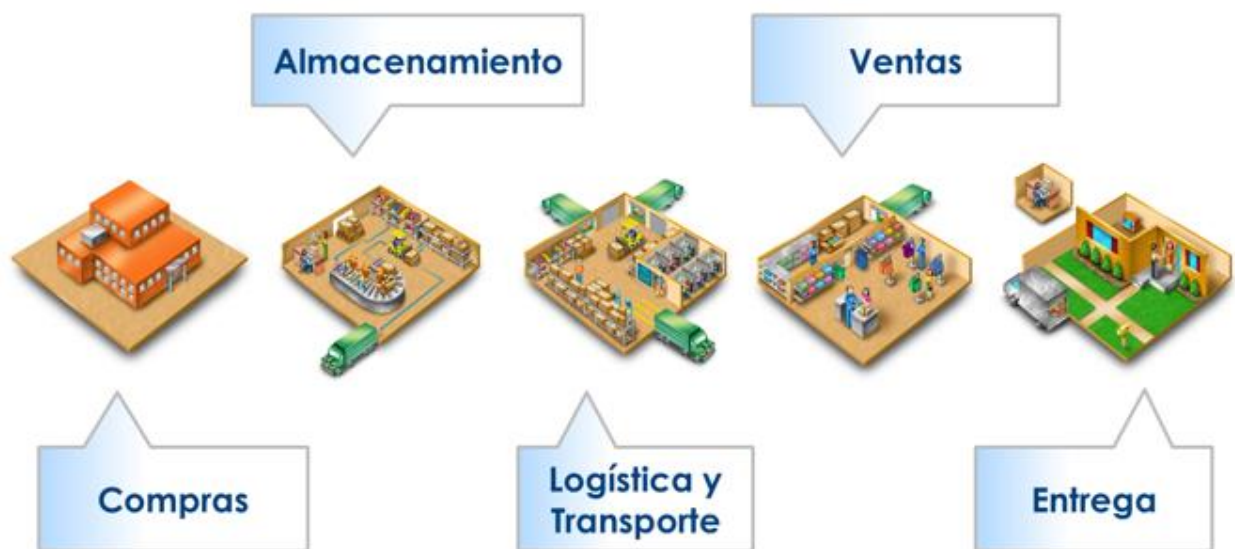 Almacenamiento
Ventas
Compras
Logística y
Transporte
Entrega